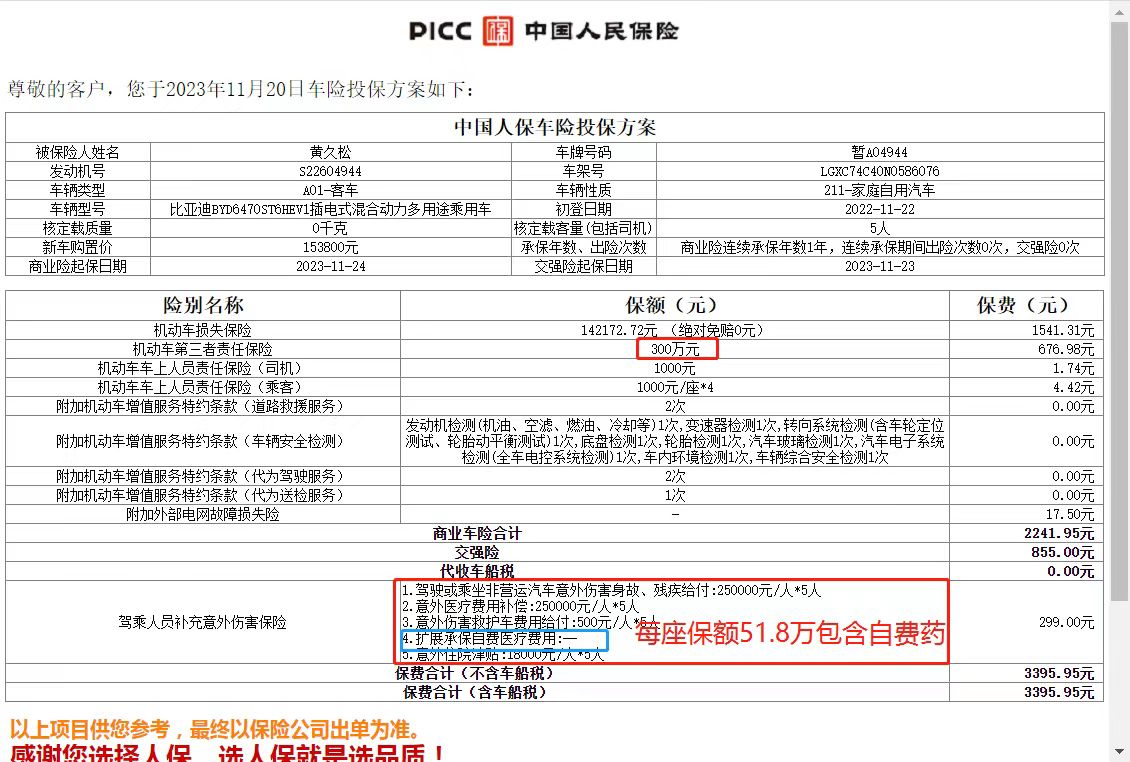 PICC 保 中国人民保险
尊敬的客户，您于2023年11月20日车险投保方案如下：
中国人保车险投保方案
被保险人姓名 黄久松 车牌号码 暂A04944
发动机号 S22604944 车架号 LGXC74C40N0586076
车辆类型 A01-客车 车辆性质 211-家庭自用汽车
车辆型号 比亚迪BYD6470ST6HEV1插电式混合动力多用途乘用车 初登日期 2022-11-22
核定载质量 0千克 核定载客量(包括司机) 5人
新车购置价 153800元 承保年数、出险次数 商业险连续承保年数1年，连续承保期间出险次数0次，交强险0次
商业险起保日期 2023-11-24 交强险起保日期 2023-11-23
险别名称 保额（元） 保费（元）
机动车损失保险 142172.72元 （绝对免赔0元） 1541.31元
机动车第三者责任保险 300万元 676.98元
机动车车上人员责任保险（司机） 1000元 1.74元
机动车车上人员责任保险（乘客） 1000元/座*4 4.42元
附加机动车增值服务特约条款（道路救援服务） 2次 0.00元
附加机动车增值服务特约条款（车辆安全检测） 发动机检测(机油、空滤、燃油、冷却等)1次,变速器检测1次,转向系统检测(含车轮定位
测试、轮胎动平衡测试)1次,底盘检测1次,轮胎检测1次,汽车玻璃检测1次,汽车电子系统
检测(全车电控系统检测)1次,车内环境检测1次,车辆综合安全检测1次 0.00元
附加机动车增值服务特约条款（代为驾驶服务） 2次 0.00元
附加机动车增值服务特约条款（代为送检服务） 1次 0.00元
附加外部电网故障损失险 － 17.50元
商业车险合计 2241.95元
交强险 855.00元
代收车船税 0.00元
驾乘人员补充意外伤害保险 299.00元
1.驾驶或乘坐非营运汽车意外伤害身故、残疾给付:250000元/人*5人
2.意外医疗费用补偿:250000元/人*5人
3.意外伤害救护车费用给付:500元/人*5人
4.扩展承保自费医疗费用:—
5.意外住院津贴:18000元/人*5人
每座保额51.8万包含自费药
保费合计（不含车船税） 3395.95元
保费合计（含车船税） 3395.95元
以上项目供您参考，最终以保险公司出单为准。
感谢您选择人保，选人保就是选品质！